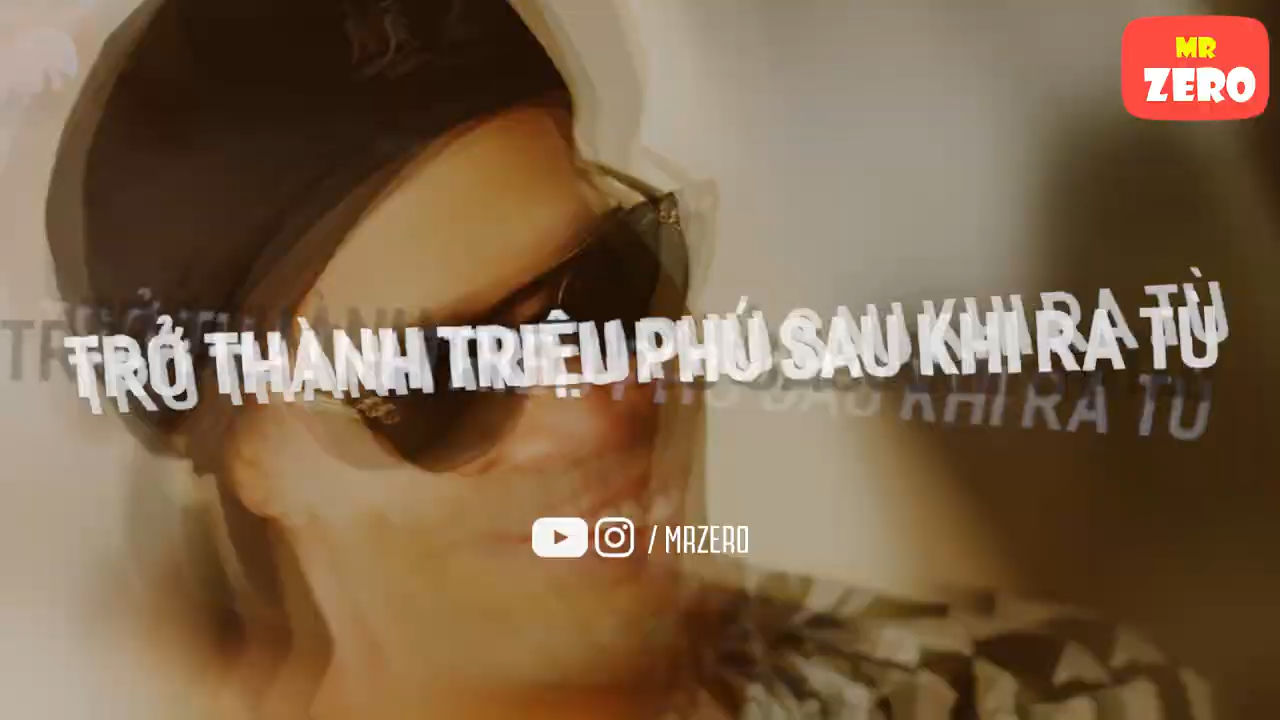 MR
ZERO
TRỞ THÀNH TRIỆU PHÚ SAU KHI RA TÙ
/ MRZERO